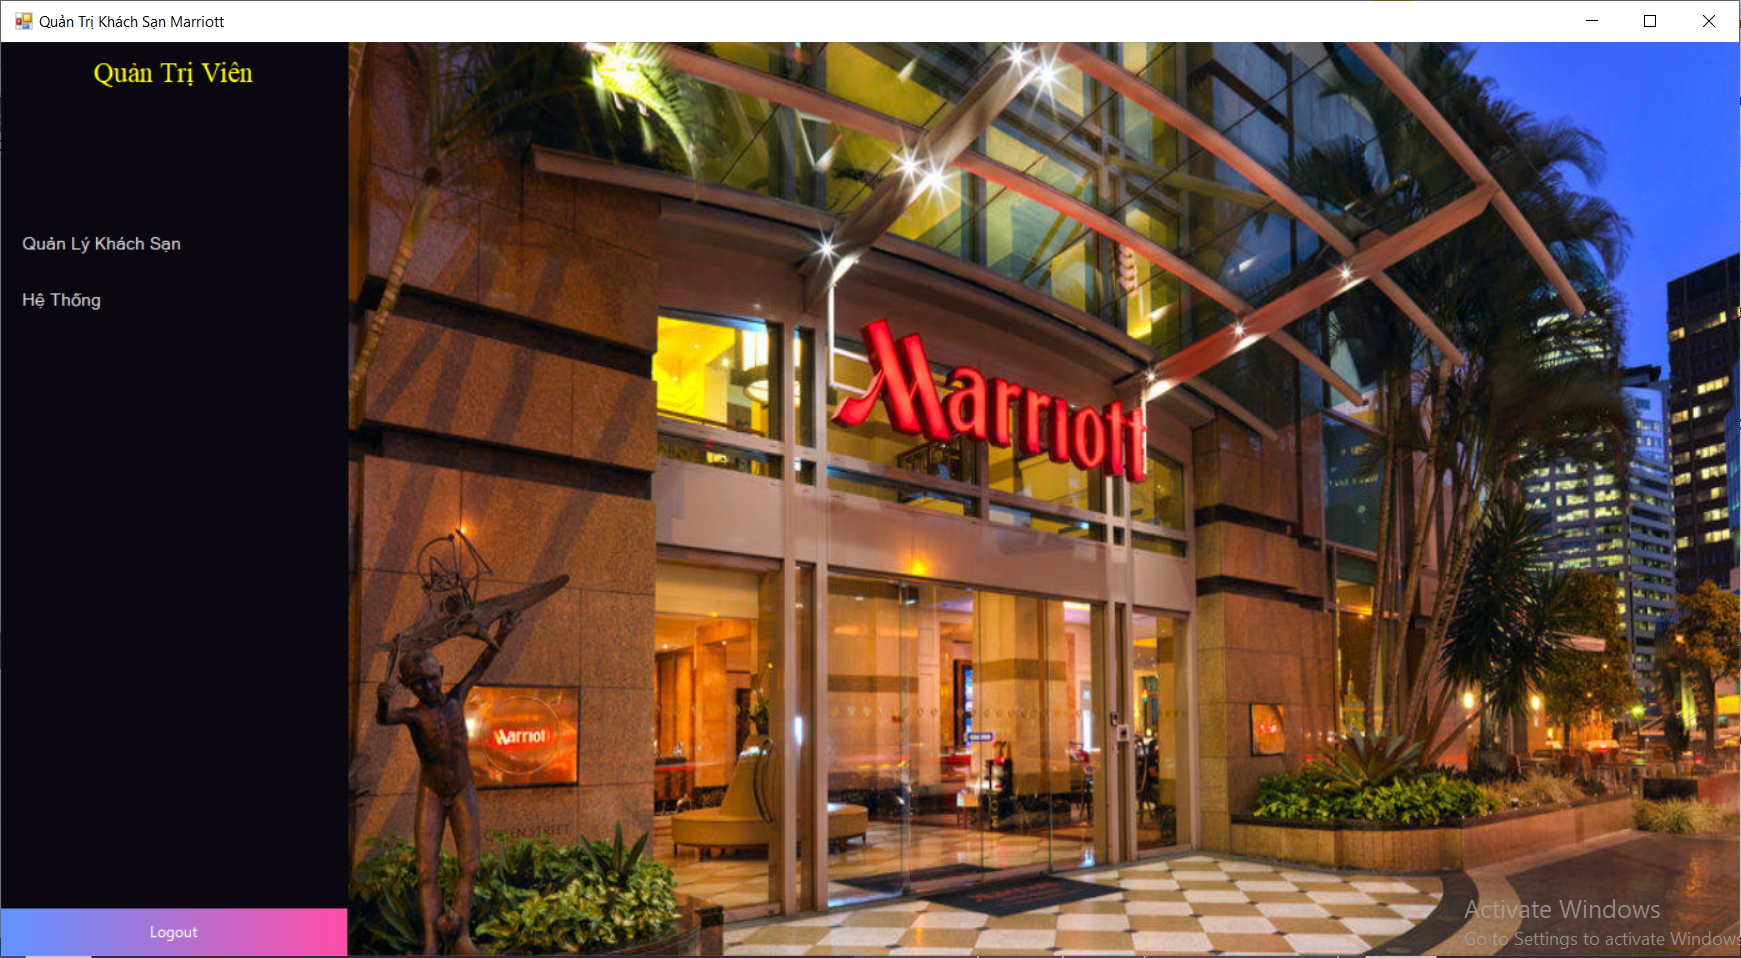 Quản Trị Khách Sạn Marriott
Quản Trị Viên
Quản Lý Khách Sạn
Hệ Thống
Marriott
Marriott
Logout
Activate Windows
Go to Settings to activate Windows